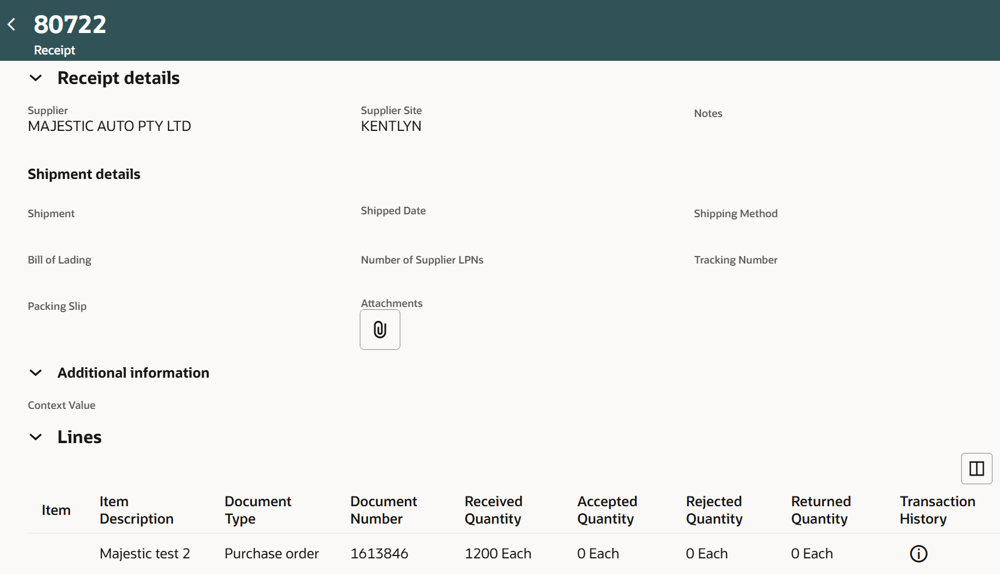 80722
Receipt
Receipt details
Supplier
MAJESTIC AUTO PTY LTD
Supplier Site
KENTLYN
Notes
Shipment details
Shipment
Shipped Date
Shipping Method
Bill of Lading
Number of Supplier LPNs
Tracking Number
Packing Slip
Attachments
Additional information
Context Value
Lines
Item
Item Description
Document Type
Document Number
Received Quantity
Accepted Quantity
Rejected Quantity
Returned Quantity
Transaction History
Majestic test 2
Purchase order
1613846
1200 Each
0 Each
0 Each
0 Each